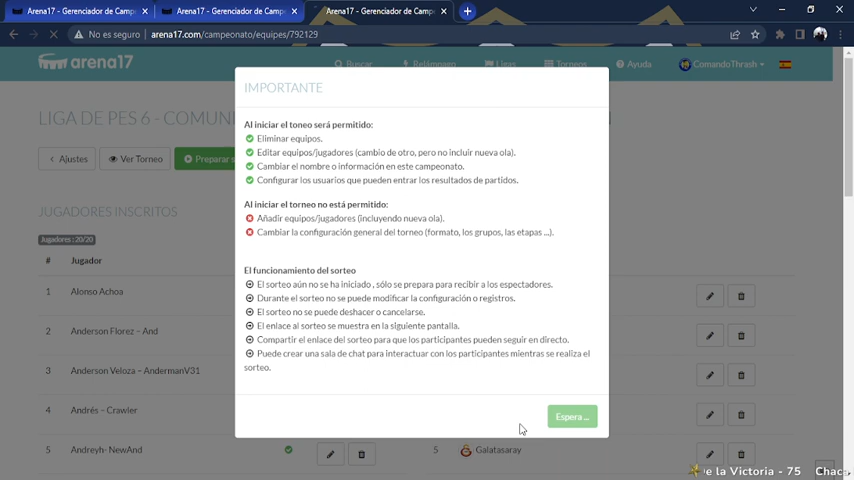 Arena17 - Gerenciador de Campe
Arena17 - Gerenciador de Campe
Arena17 - Gerenciador de Campe
No es seguro | arena17.com/campeonato/equipes/792129
arena17
Buscar
Relámpago
Ligas
Torneos
Ayuda
ComandoThrash
LIGA DE PES 6 - COMUN
Ajustes
Ver Torneo
Preparar s
JUGADORES INSCRITOS
Jugadores : 20/20
# Jugador
1 Alonso Achoa
2 Anderson Florez - And
3 Anderson Veloza - AndermanV31
4 Andrés - Crawler
5 Andreyh- NewAnd
5 Galatasaray
IMPORTANTE
Al iniciar el toneo será permitido:
Eliminar equipos.
Editar equipos/jugadores (cambio de otro, pero no incluir nueva ola).
Cambiar el nombre o información en este campeonato.
Configurar los usuarios que pueden entrar los resultados de partidos.
Al iniciar el torneo no está permitido:
Añadir equipos/jugadores (incluyendo nueva ola).
Cambiar la configuración general del torneo (formato, los grupos, las etapas ...).
El funcionamiento del sorteo
El sorteo aún no se ha iniciado , sólo se prepara para recibir a los espectadores.
Durante el sorteo no se puede modificar la configuración o registros.
El sorteo no se puede deshacer o cancelarse.
El enlace al sorteo se muestra en la siguiente pantalla.
Compartir el enlace del sorteo para que los participantes pueden seguir en directo.
Puede crear una sala de chat para interactuar con los participantes mientras se realiza el
sorteo.
Espera ...
De la Victoria - 75 Chaca